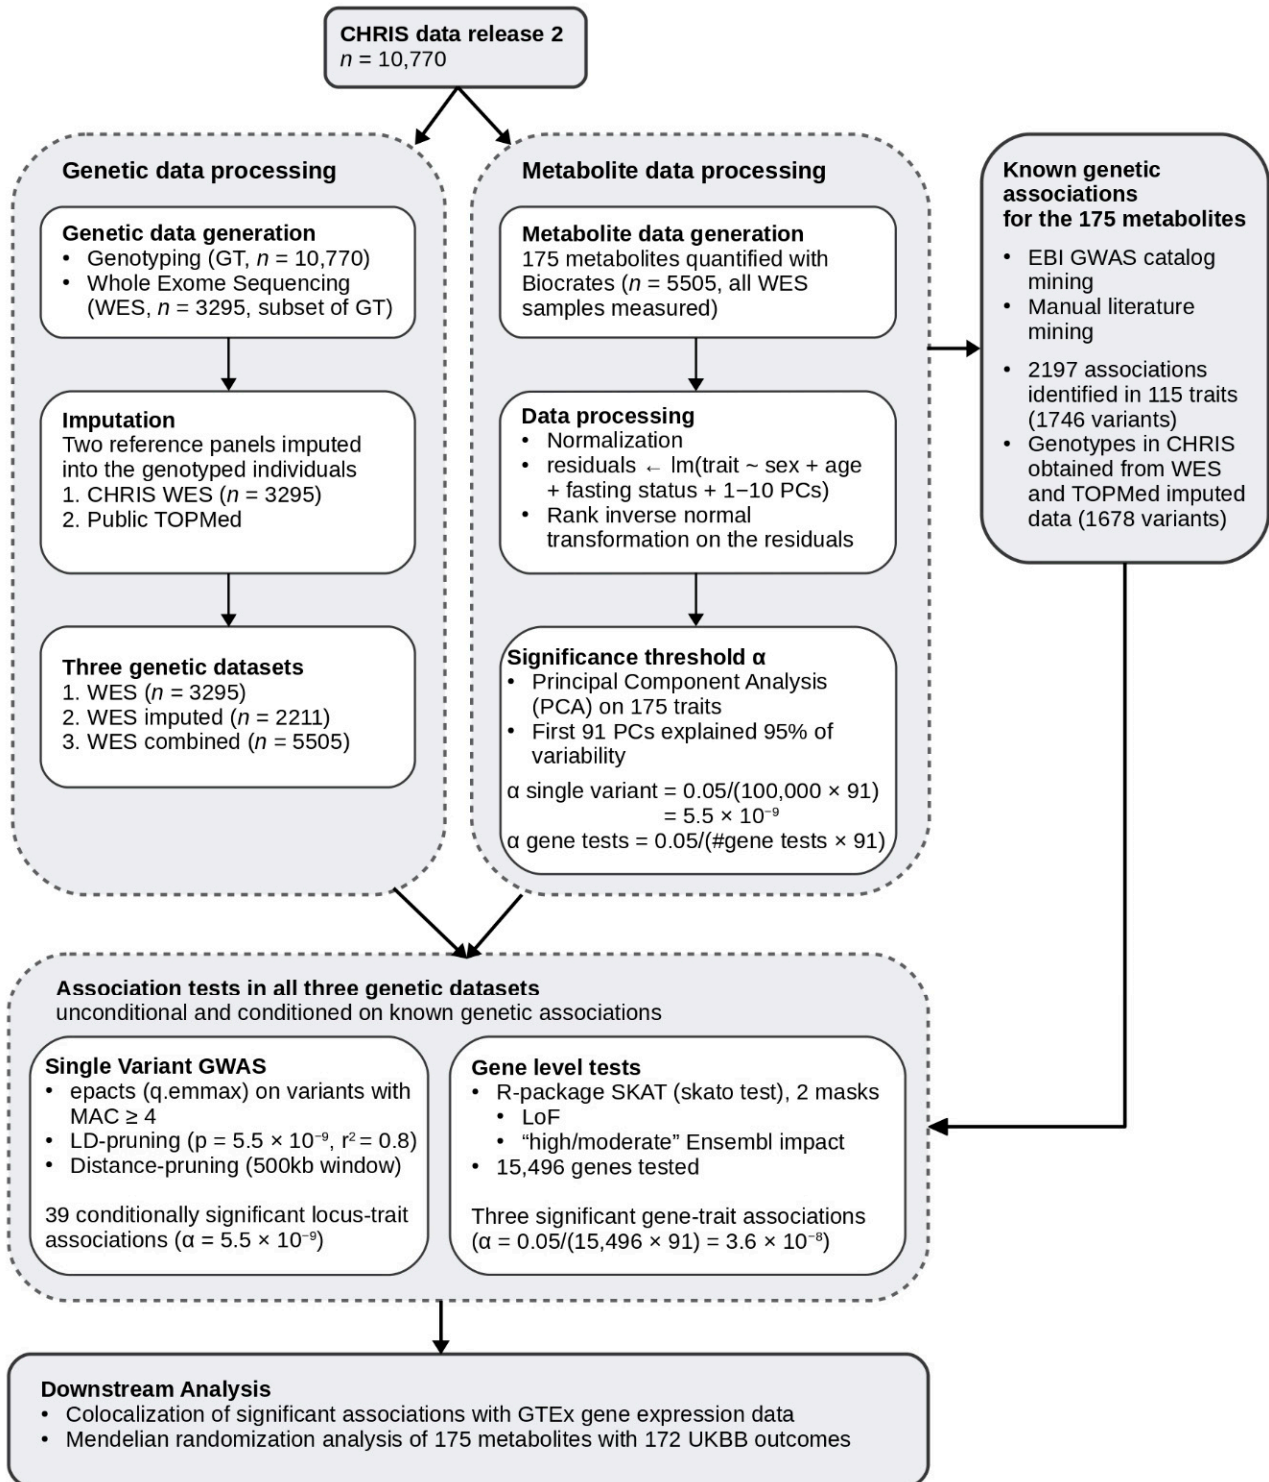 CHRIS data release 2
n = 10,770
Genetic data processing
Genetic data generation
• Genotyping (GT, n = 10,770)
• Whole Exome Sequencing
(WES, n = 3295, subset of GT)
Imputation
Two reference panels imputed
into the genotyped individuals
1. CHRIS WES (n = 3295)
2. Public TOPMed
Three genetic datasets
1. WES (n = 3295)
2. WES imputed (n = 2211)
3. WES combined (n = 5505)
Metabolite data processing
Metabolite data generation
175 metabolites quantified with
Biocrates (n = 5505, all WES
samples measured)
Data processing
• Normalization
• residuals ← lm(trait ~ sex + age
+ fasting status + 1−10 PCs)
• Rank inverse normal
transformation on the residuals
Significance threshold α
• Principal Component Analysis
(PCA) on 175 traits
• First 91 PCs explained 95% of
variability
α single variant = 0.05/(100,000 × 91)
= 5.5 × 10⁻⁹
α gene tests = 0.05/(#gene tests × 91)
Known genetic
associations
for the 175 metabolites
• EBI GWAS catalog
mining
• Manual literature
mining
• 2197 associations
identified in 115 traits
(1746 variants)
• Genotypes in CHRIS
obtained from WES
and TOPMed imputed
data (1678 variants)
Association tests in all three genetic datasets
unconditional and conditioned on known genetic associations
Single Variant GWAS
• epacts (q.emmax) on variants with
MAC ≥ 4
• LD-pruning (p = 5.5 × 10⁻⁹, r² = 0.8)
• Distance-pruning (500kb window)
39 conditionally significant locus-trait
associations (α = 5.5 × 10⁻⁹)
Gene level tests
• R-package SKAT (skato test), 2 masks
• LoF
• “high/moderate” Ensembl impact
• 15,496 genes tested
Three significant gene-trait associations
(α = 0.05/(15,496 × 91) = 3.6 × 10⁻⁸)
Downstream Analysis
• Colocalization of significant associations with GTEx gene expression data
• Mendelian randomization analysis of 175 metabolites with 172 UKBB outcomes